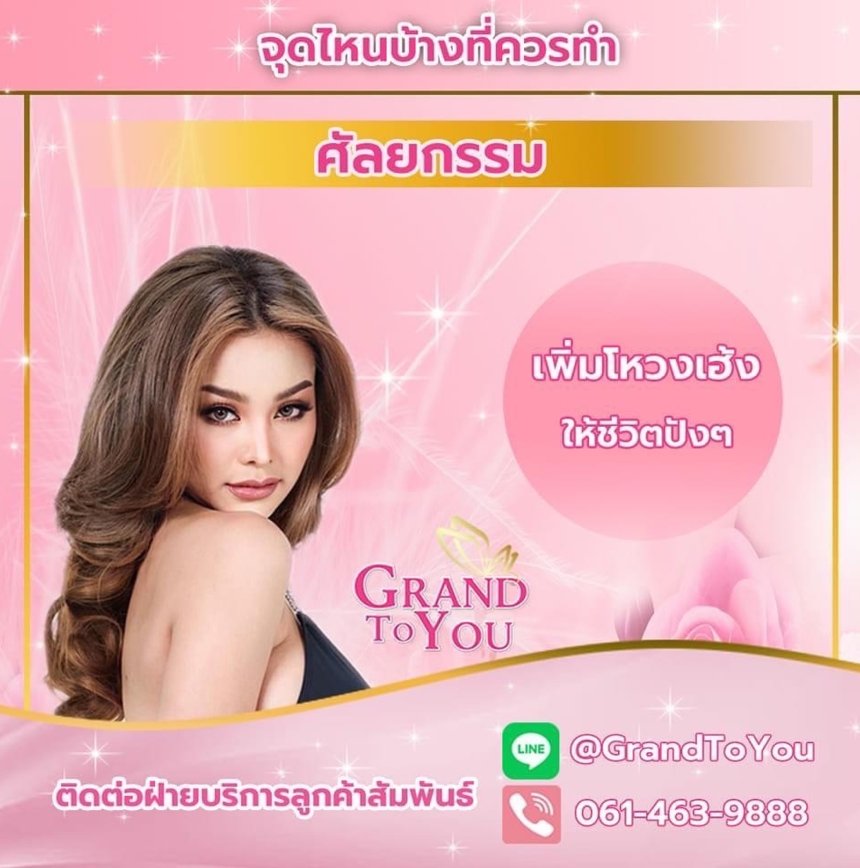 จุดไหนบ้างที่ควรทำ
ศัลยกรรม
เพิ่มโหวงเฮ้ง
ให้ชีวิตปังๆ
GRAND
TO YOU
ติดต่อฝ่ายบริการลูกค้าสัมพันธ์
LINE
@GrandToYou
061-463-9888